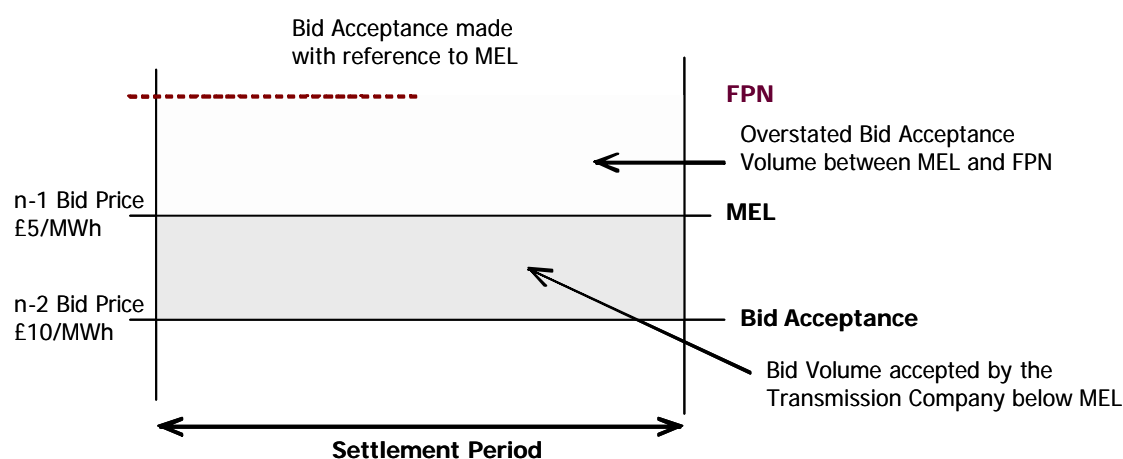 Bid Acceptance made
with reference to MEL
FPN
Overstated Bid Acceptance
Volume between MEL and FPN
n-1 Bid Price
£5/MWh
MEL
n-2 Bid Price
£10/MWh
Bid Acceptance
Bid Volume accepted by the
Transmission Company below MEL
Settlement Period